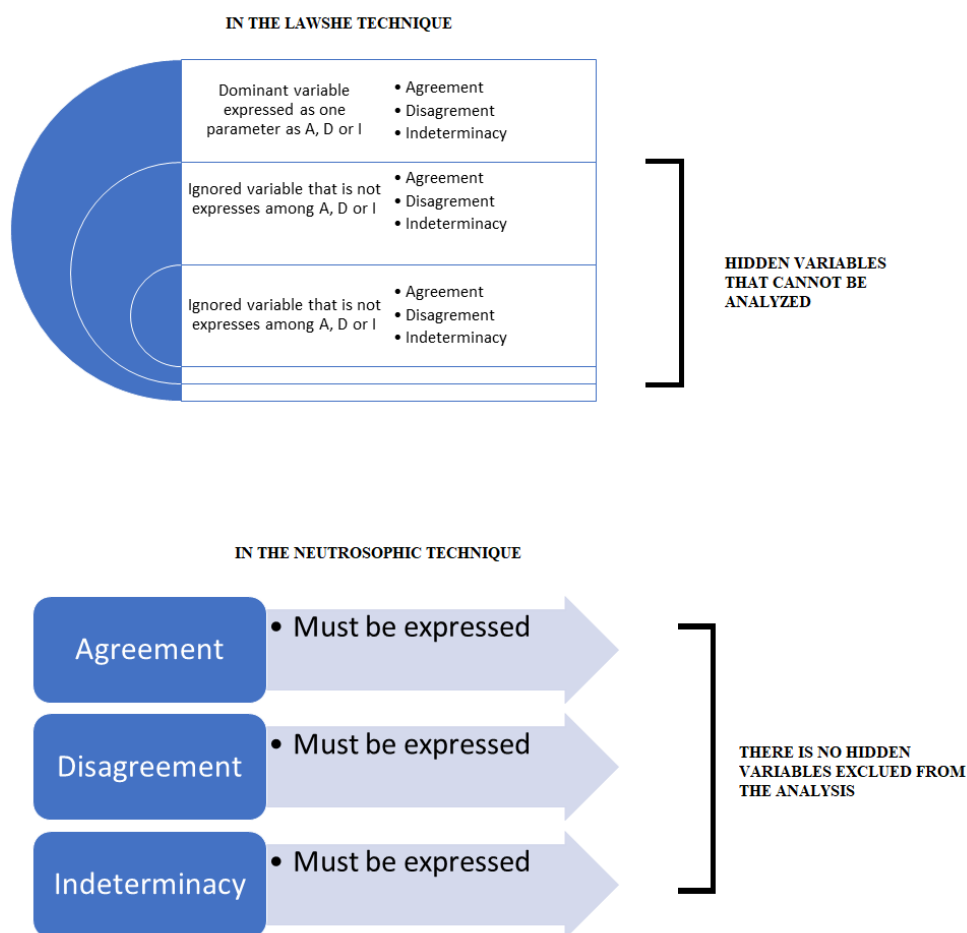 IN THE LAWSHE TECHNIQUE
Dominant variable
expressed as one
parameter as A, D or I
• Agreement
• Disagrement
• Indeterminacy
Ignored variable that is not
expresses among A, D or I
• Agreement
• Disagrement
• Indeterminacy
Ignored variable that is not
expresses among A, D or I
• Agreement
• Disagrement
• Indeterminacy
HIDDEN VARIABLES
THAT CANNOT BE
ANALYZED
IN THE NEUTROSOPHIC TECHNIQUE
Agreement
• Must be expressed
Disagreement
• Must be expressed
Indeterminacy
• Must be expressed
THERE IS NO HIDDEN
VARIABLES EXCLUED FROM
THE ANALYSIS